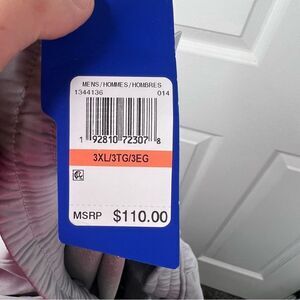 MENS/HOMMES/HOMBRES
1344136 014
1 92810 72307 8
3XL/3TG/3EG
MSRP $110.00